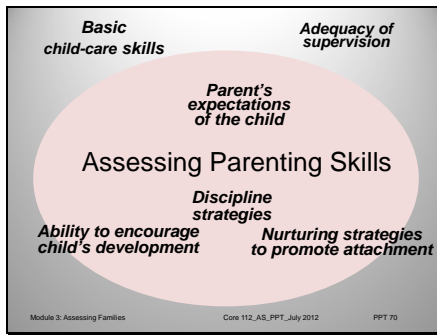 Basic
child-care skills
Adequacy of
supervision
Parent's
expectations
of the child
Assessing Parenting Skills
Discipline
strategies
Ability to encourage
child's development
Nurturing strategies
to promote attachment
Module 3: Assessing Families
Core 112_AS_PPT_July 2012
PPT 70